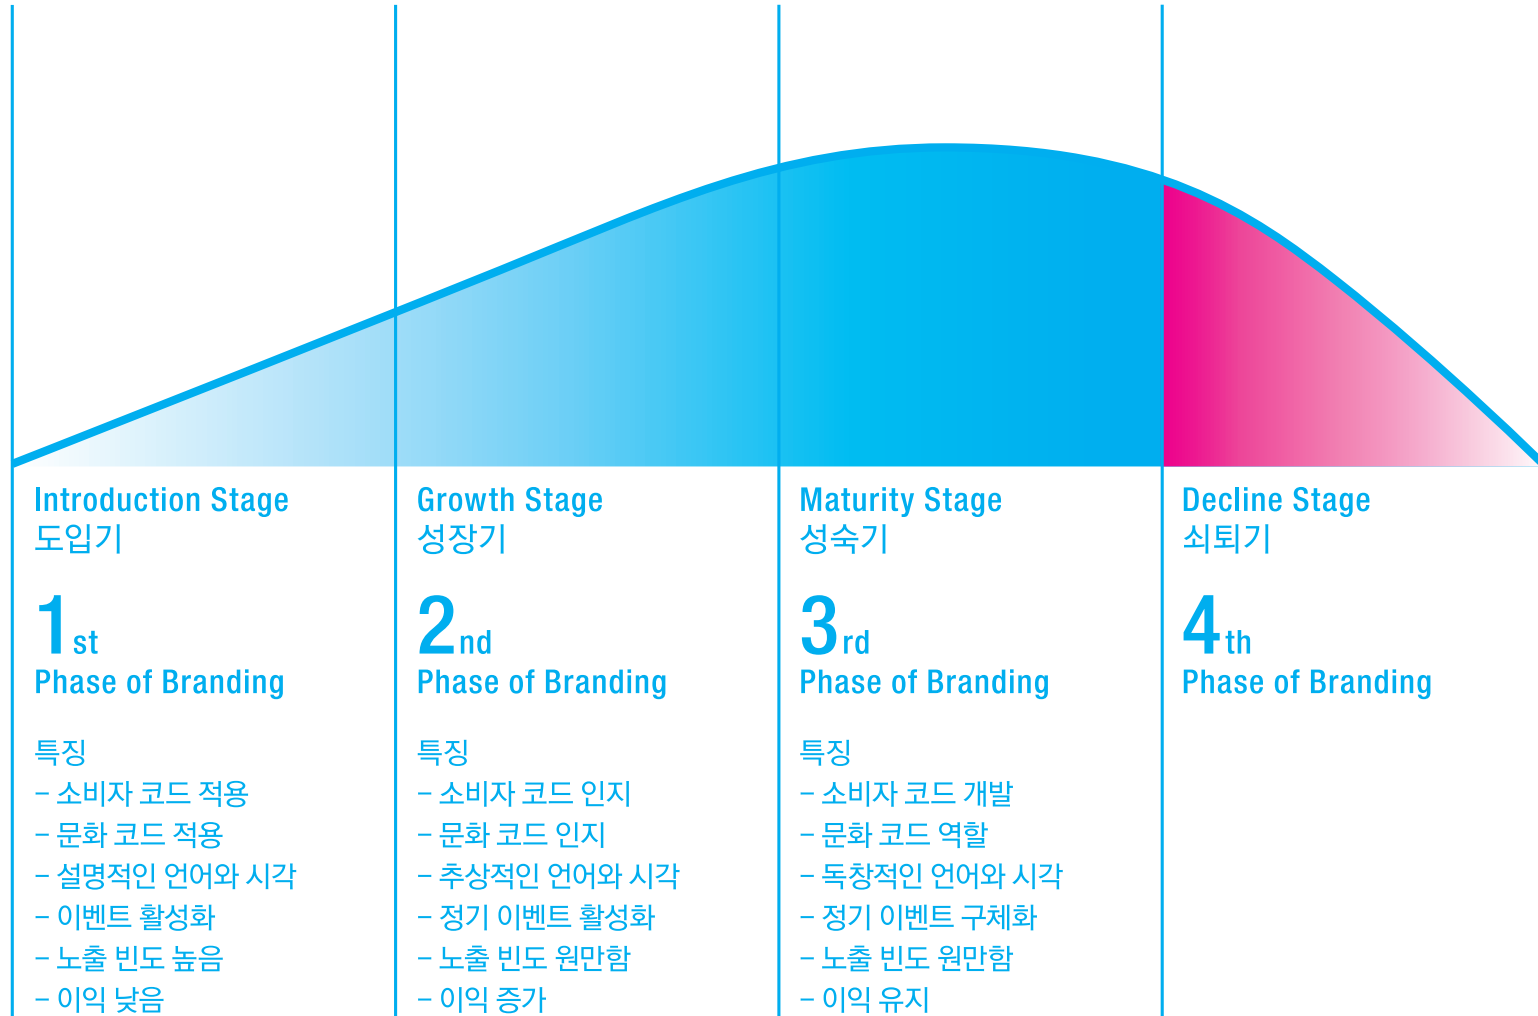 Introduction Stage
도입기
1st
Phase of Branding
특징
– 소비자 코드 적용
– 문화 코드 적용
– 설명적인 언어와 시각
– 이벤트 활성화
– 노출 빈도 높음
– 이익 낮음
Growth Stage
성장기
2nd
Phase of Branding
특징
– 소비자 코드 인지
– 문화 코드 인지
– 추상적인 언어와 시각
– 정기 이벤트 활성화
– 노출 빈도 원만함
– 이익 증가
Maturity Stage
성숙기
3rd
Phase of Branding
특징
– 소비자 코드 개발
– 문화 코드 역할
– 독창적인 언어와 시각
– 정기 이벤트 구체화
– 노출 빈도 원만함
– 이익 유지
Decline Stage
쇠퇴기
4th
Phase of Branding